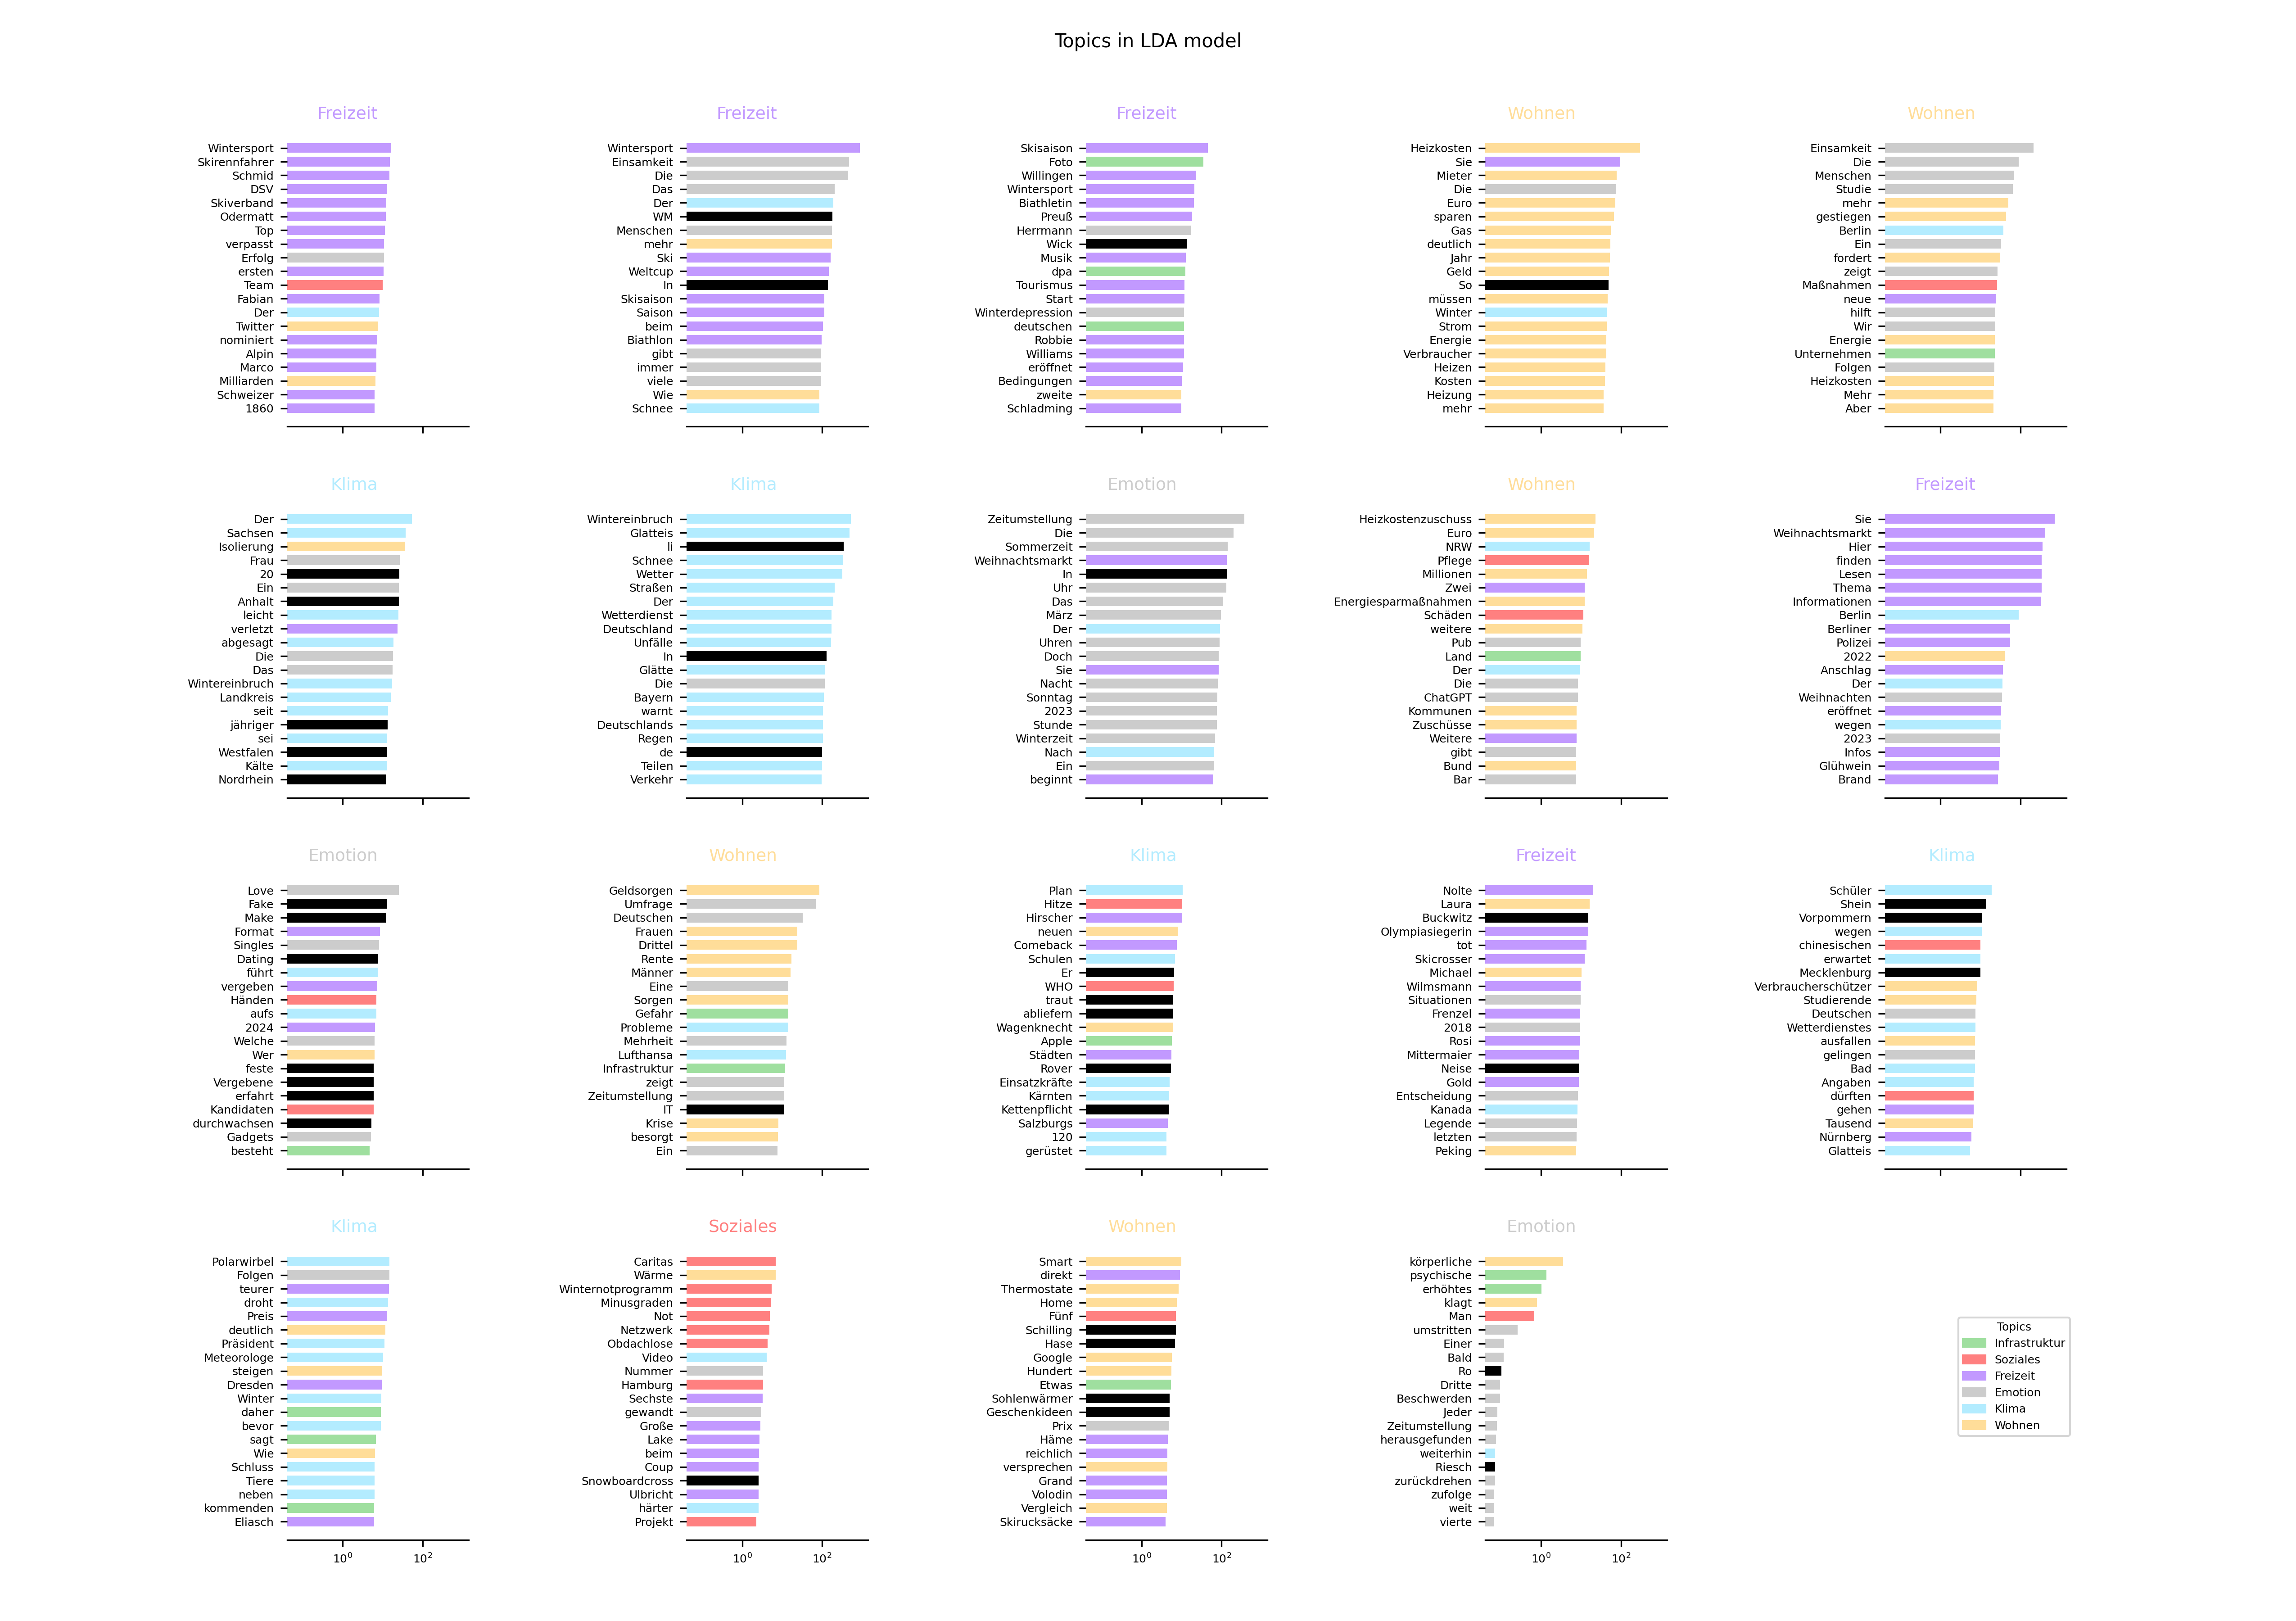 Topics in LDA model
Freizeit
Wintersport
Skirennfahrer
Schmid
DSV
Skiverband
Odermatt
Top
verpasst
Erfolg
ersten
Team
Fabian
Der
Twitter
nominiert
Alpin
Marco
Milliarden
Schweizer
1860
Freizeit
Wintersport
Einsamkeit
Die
Das
Der
WM
Menschen
mehr
Ski
Weltcup
In
Skisaison
Saison
beim
Biathlon
gibt
immer
viele
Wie
Schnee
Freizeit
Skisaison
Foto
Willingen
Wintersport
Biathletin
Preuß
Herrmann
Wick
Musik
dpa
Tourismus
Start
Winterdepression
deutschen
Robbie
Williams
eröffnet
Bedingungen
zweite
Schladming
Wohnen
Heizkosten
Sie
Mieter
Die
Euro
sparen
Gas
deutlich
Jahr
Geld
So
müssen
Winter
Strom
Energie
Verbraucher
Heizen
Kosten
Heizung
mehr
Wohnen
Einsamkeit
Die
Menschen
Studie
mehr
gestiegen
Berlin
Ein
fordert
zeigt
Maßnahmen
neue
hilft
Wir
Energie
Unternehmen
Folgen
Heizkosten
Mehr
Aber
Klima
Der
Sachsen
Isolierung
Frau
20
Ein
Anhalt
leicht
verletzt
abgesagt
Die
Das
Wintereinbruch
Landkreis
seit
jähriger
sei
Westfalen
Kälte
Nordrhein
Klima
Wintereinbruch
Glatteis
li
Schnee
Wetter
Straßen
Der
Wetterdienst
Deutschland
Unfälle
In
Glätte
Die
Bayern
warnt
Deutschlands
Regen
de
Teilen
Verkehr
Emotion
Zeitumstellung
Die
Sommerzeit
Weihnachtsmarkt
In
Uhr
Das
März
Der
Uhren
Doch
Sie
Nacht
Sonntag
2023
Stunde
Winterzeit
Nach
Ein
beginnt
Wohnen
Heizkostenzuschuss
Euro
NRW
Pflege
Millionen
Zwei
Energiesparmaßnahmen
Schäden
weitere
Pub
Land
Der
Die
ChatGPT
Kommunen
Zuschüsse
Weitere
gibt
Bund
Bar
Freizeit
Sie
Weihnachtsmarkt
Hier
finden
Lesen
Thema
Informationen
Berlin
Berliner
Polizei
2022
Anschlag
Der
Weihnachten
eröffnet
wegen
2023
Infos
Glühwein
Brand
Emotion
Love
Fake
Make
Format
Singles
Dating
führt
vergeben
Händen
aufs
2024
Welche
Wer
feste
Vergebene
erfahrt
Kandidaten
durchwachsen
Gadgets
besteht
Wohnen
Geldsorgen
Umfrage
Deutschen
Frauen
Drittel
Rente
Männer
Eine
Sorgen
Gefahr
Probleme
Mehrheit
Lufthansa
Infrastruktur
zeigt
Zeitumstellung
IT
Krise
besorgt
Ein
Klima
Plan
Hitze
Hirscher
neuen
Comeback
Schulen
Er
WHO
traut
abliefern
Wagenknecht
Apple
Städten
Rover
Einsatzkräfte
Kärnten
Kettenpflicht
Salzburgs
120
gerüstet
Freizeit
Nolte
Laura
Buckwitz
Olympiasiegerin
tot
Skicrosser
Michael
Wilmsmann
Situationen
Frenzel
2018
Rosi
Mittermaier
Neise
Gold
Entscheidung
Kanada
Legende
letzten
Peking
Klima
Schüler
Shein
Vorpommern
wegen
chinesischen
erwartet
Mecklenburg
Verbraucherschützer
Studierende
Deutschen
Wetterdienstes
ausfallen
gelingen
Bad
Angaben
dürften
gehen
Tausend
Nürnberg
Glatteis
Klima
Polarwirbel
Folgen
teurer
droht
Preis
deutlich
Präsident
Meteorologe
steigen
Dresden
Winter
daher
bevor
sagt
Wie
Schluss
Tiere
neben
kommenden
Eliasch
10⁰ 10²
Soziales
Caritas
Wärme
Winternotprogramm
Minusgraden
Not
Netzwerk
Obdachlose
Video
Nummer
Hamburg
Sechste
gewandt
Große
Lake
beim
Coup
Snowboardcross
Ulbricht
härter
Projekt
10⁰ 10²
Wohnen
Smart
direkt
Thermostate
Home
Fünf
Schilling
Hase
Google
Hundert
Etwas
Sohlenwärmer
Geschenkideen
Prix
Häme
reichlich
versprechen
Grand
Volodin
Vergleich
Skirucksäcke
10⁰ 10²
Emotion
körperliche
psychische
erhöhtes
klagt
Man
umstritten
Einer
Bald
Ro
Dritte
Beschwerden
Jeder
Zeitumstellung
herausgefunden
weiterhin
Riesch
zurückdrehen
zufolge
weit
vierte
10⁰ 10²
Topics
Infrastruktur
Soziales
Freizeit
Emotion
Klima
Wohnen